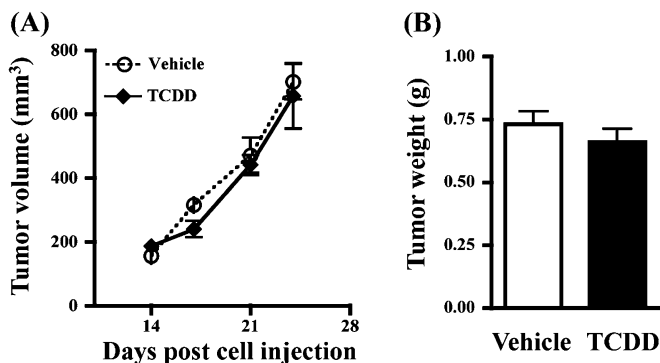 (A)
Tumor volume (mm³)
800
600
400
200
0
Vehicle
TCDD
14
21
28
Days post cell injection
(B)
Tumor weight (g)
1.00
0.75
0.50
0.25
0.00
Vehicle
TCDD